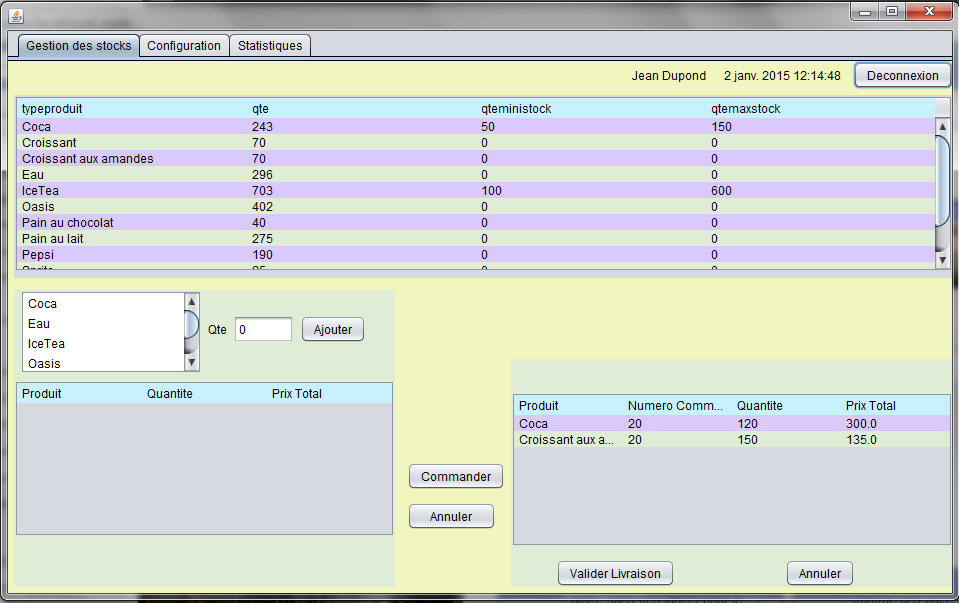 Gestion des stocks Configuration Statistiques
Jean Dupond 2 janv. 2015 12:14:48 Deconnexion
typeproduit qte qteministock qtemaxstock
Coca 243 50 150
Croissant 70 0 0
Croissant aux amandes 70 0 0
Eau 296 0 0
IceTea 703 100 600
Oasis 402 0 0
Pain au chocolat 40 0 0
Pain au lait 275 0 0
Pepsi 190 0 0
Coca
Eau
IceTea
Oasis
Qte 0 Ajouter
Produit Quantite Prix Total
Commander
Annuler
Produit Numero Comm... Quantite Prix Total
Coca 20 120 300.0
Croissant aux a... 20 150 135.0
Valider Livraison Annuler